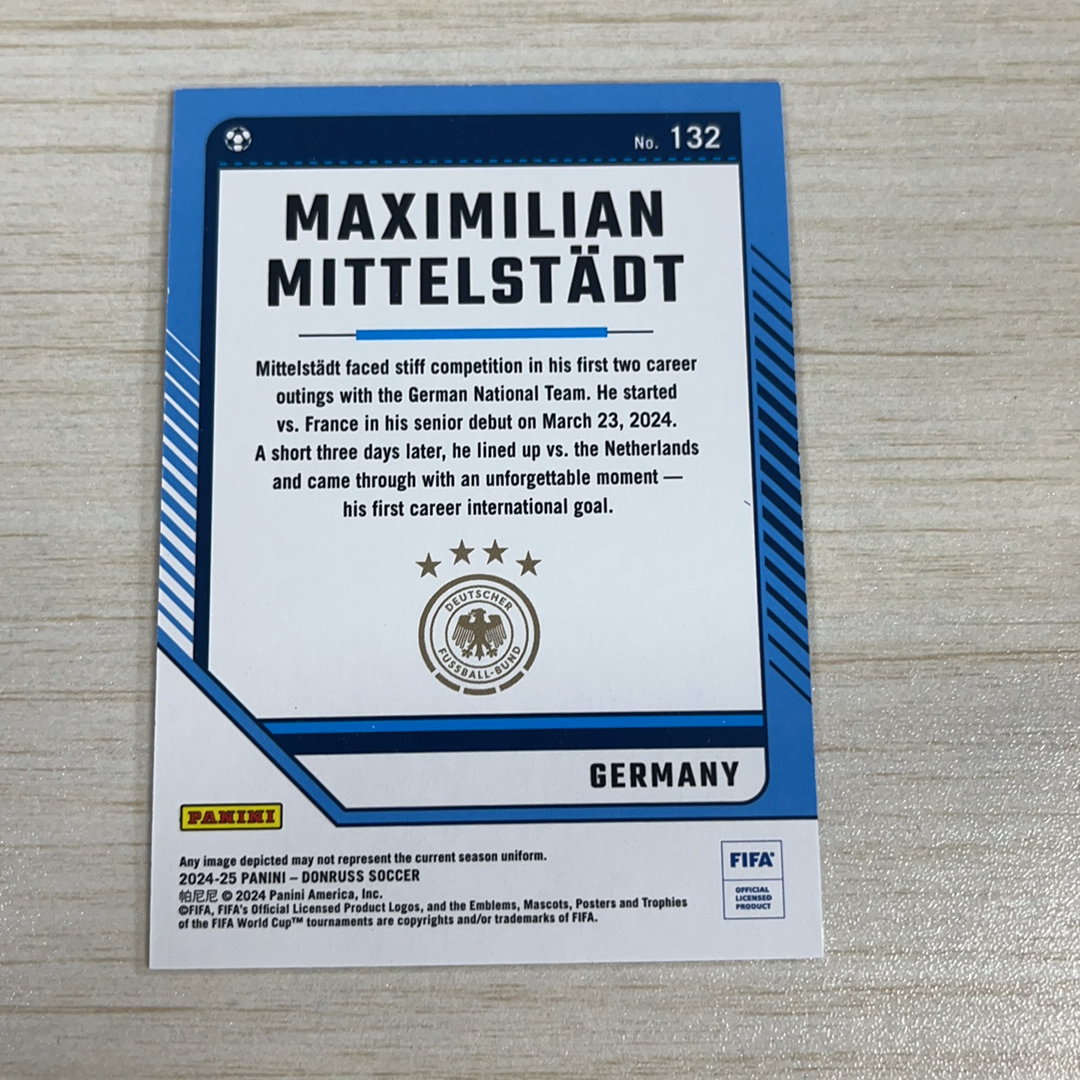 No. 132
MAXIMILIAN
MITTELSTÄDT
Mittelstädt faced stiff competition in his first two career
outings with the German National Team. He started
vs. France in his senior debut on March 23, 2024.
A short three days later, he lined up vs. the Netherlands
and came through with an unforgettable moment —
his first career international goal.
DEUTSCHER
FUSSBALL-BUND
GERMANY
PANINI
Any image depicted may not represent the current season uniform.
2024-25 PANINI – DONRUSS SOCCER
帕尼尼 © 2024 Panini America, Inc.
©FIFA, FIFA's Official Licensed Product Logos, and the Emblems, Mascots, Posters and Trophies
of the FIFA World Cup™ tournaments are copyrights and/or trademarks of FIFA.
FIFA®
OFFICIAL
LICENSED
PRODUCT